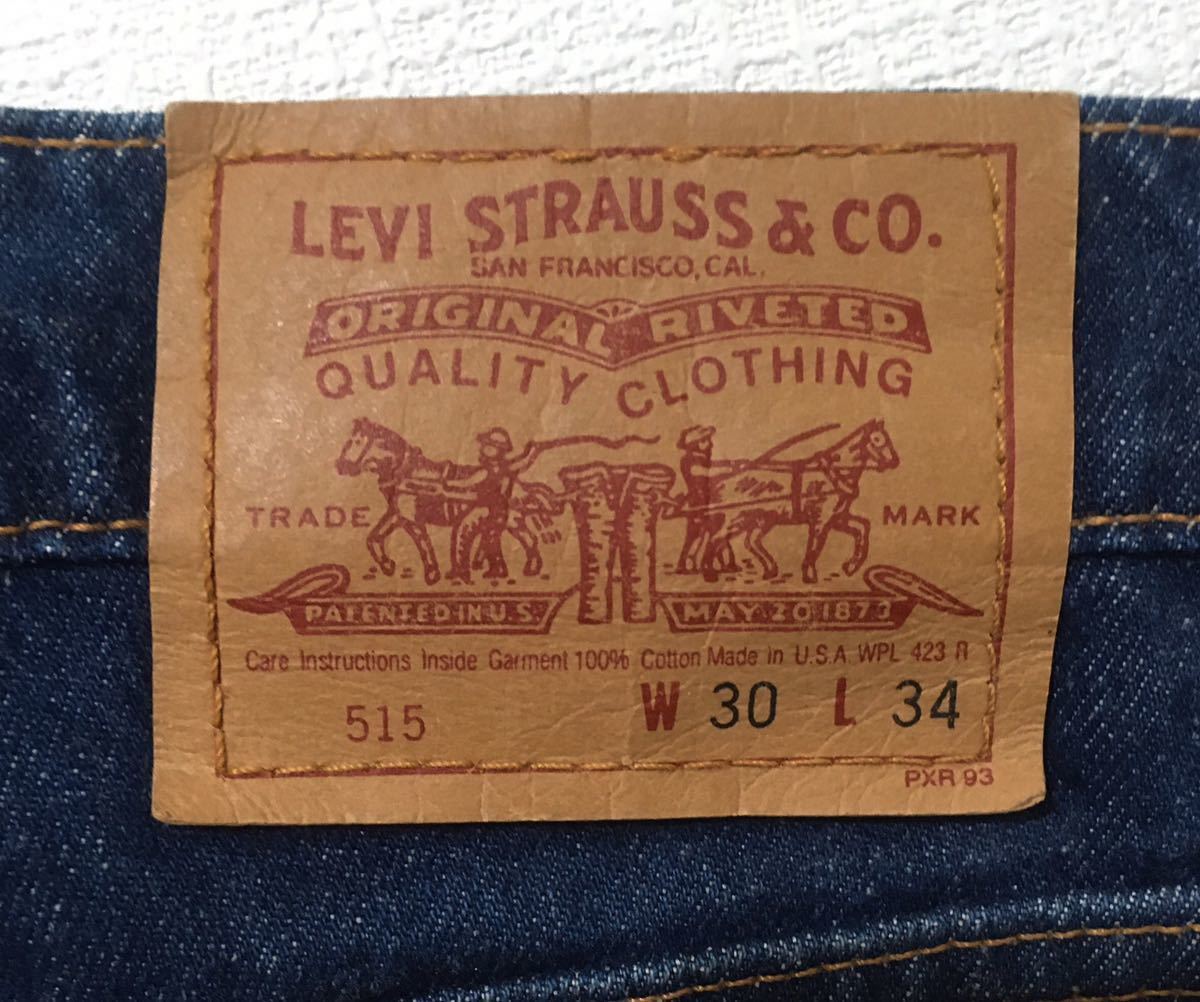 LEVI STRAUSS & CO.
SAN FRANCISCO, CAL.
ORIGINAL RIVETED
QUALITY CLOTHING
TRADE MARK
PATENTED IN U.S. MAY 20 1873
Care Instructions Inside Garment 100% Cotton Made in U.S.A. WPL 423 R
515 W 30 L 34
PXR 93